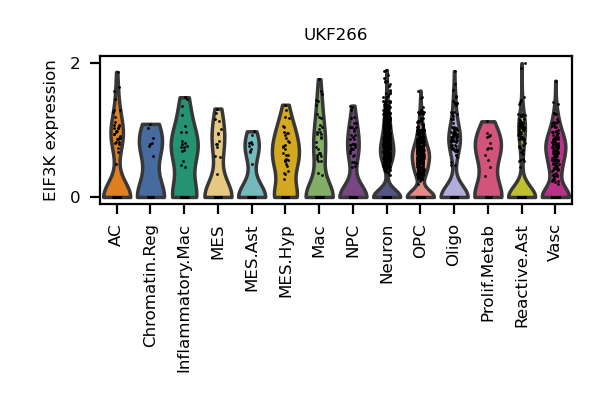 UKF266
EIF3K expression
2
0
AC
Chromatin.Reg
Inflammatory.Mac
MES
MES.Ast
MES.Hyp
Mac
NPC
Neuron
OPC
Oligo
Prolif.Metab
Reactive.Ast
Vasc